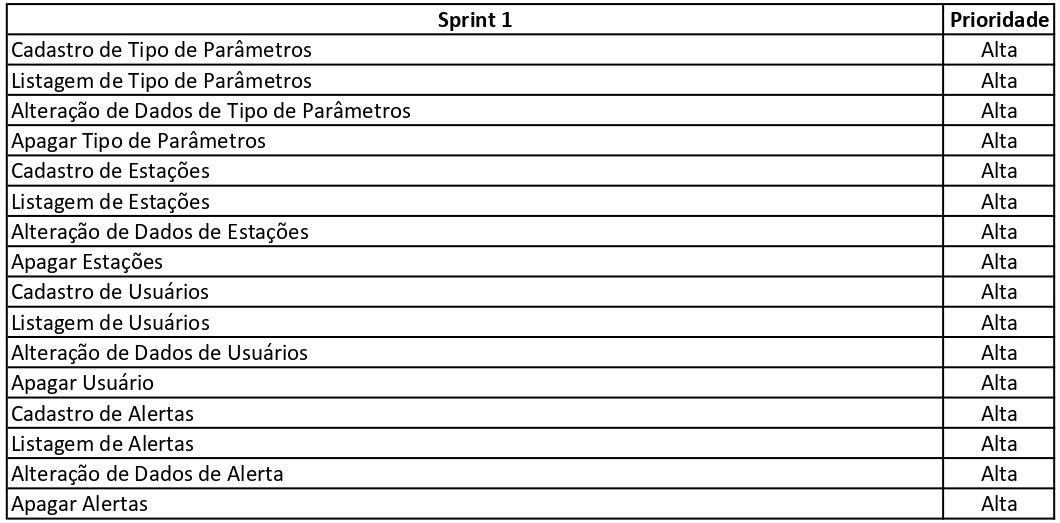 Sprint 1 Prioridade
Cadastro de Tipo de Parâmetros Alta
Listagem de Tipo de Parâmetros Alta
Alteração de Dados de Tipo de Parâmetros Alta
Apagar Tipo de Parâmetros Alta
Cadastro de Estações Alta
Listagem de Estações Alta
Alteração de Dados de Estações Alta
Apagar Estações Alta
Cadastro de Usuários Alta
Listagem de Usuários Alta
Alteração de Dados de Usuários Alta
Apagar Usuário Alta
Cadastro de Alertas Alta
Listagem de Alertas Alta
Alteração de Dados de Alerta Alta
Apagar Alertas Alta